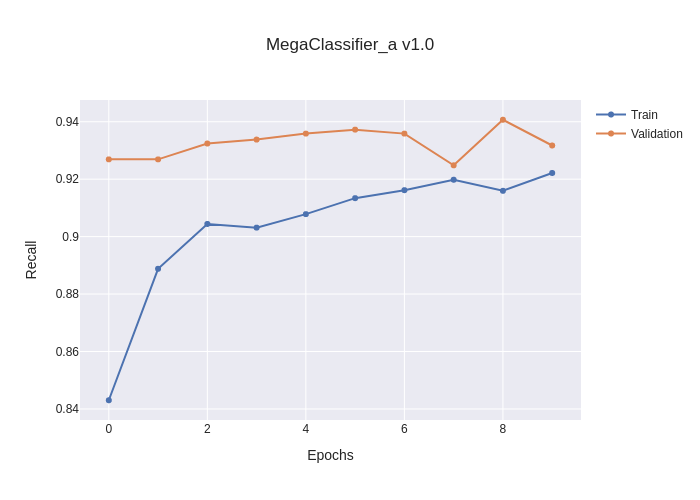 MegaClassifier_a v1.0
Train
Validation
Recall
0.94
0.92
0.9
0.88
0.86
0.84
0 2 4 6 8
Epochs